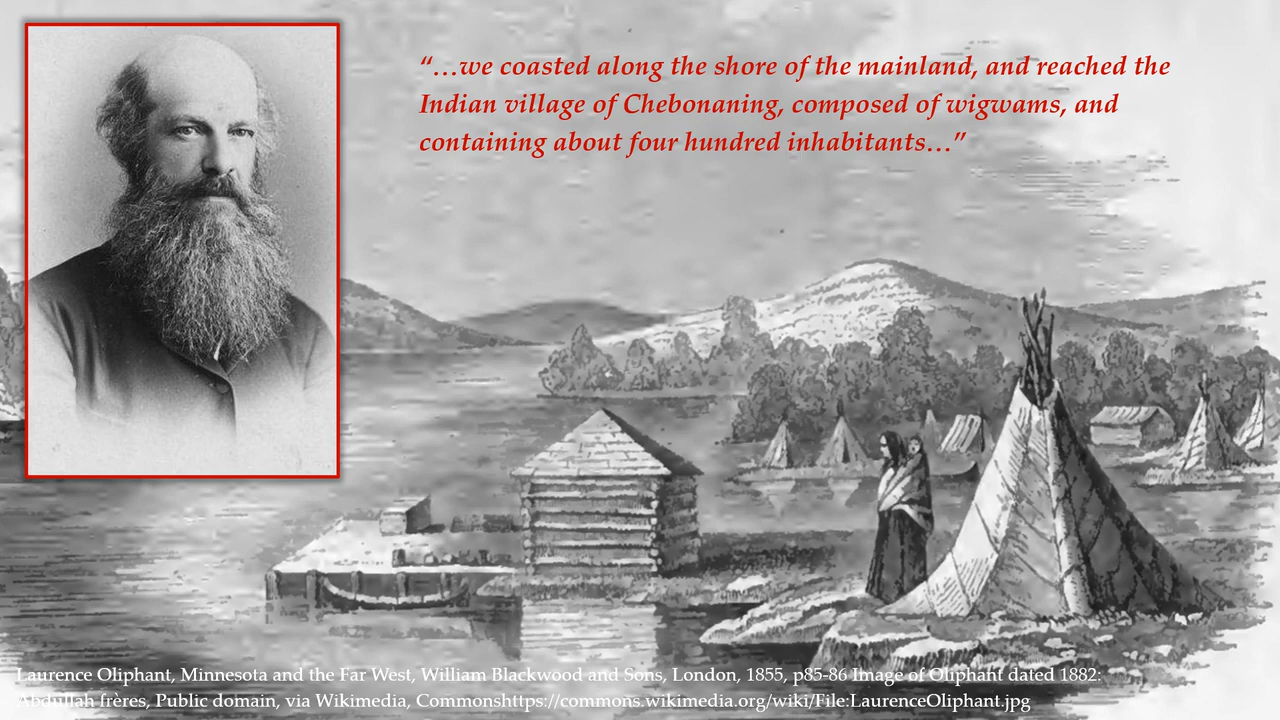 “…we coasted along the shore of the mainland, and reached the
Indian village of Chebonaning, composed of wigwams, and
containing about four hundred inhabitants…”
Laurence Oliphant, Minnesota and the Far West, William Blackwood and Sons, London, 1855, p85-86 Image of Oliphant dated 1882:
Abdullah frères, Public domain, via Wikimedia, Commonshttps://commons.wikimedia.org/wiki/File:LaurenceOliphant.jpg